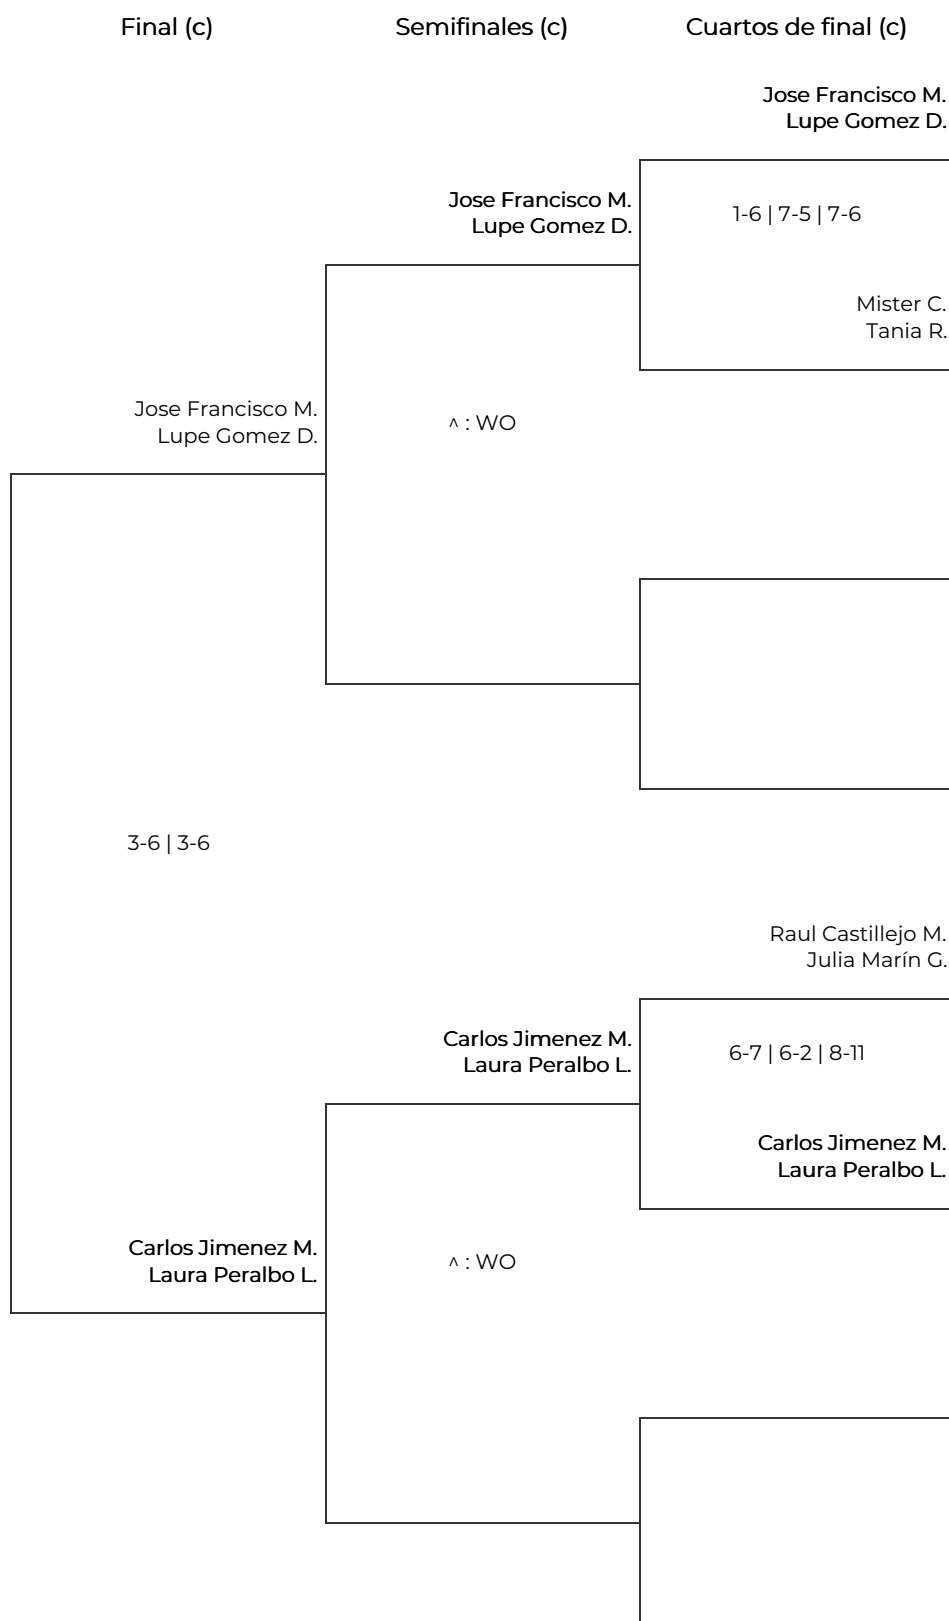 Final (c)
Semifinales (c)
Cuartos de final (c)
Jose Francisco M.
Lupe Gomez D.
Jose Francisco M.
Lupe Gomez D.
1-6 | 7-5 | 7-6
Mister C.
Tania R.
Jose Francisco M.
Lupe Gomez D.
^ : WO
3-6 | 3-6
Raul Castillejo M.
Julia Marín G.
Carlos Jimenez M.
Laura Peralbo L.
6-7 | 6-2 | 8-11
Carlos Jimenez M.
Laura Peralbo L.
Carlos Jimenez M.
Laura Peralbo L.
^ : WO